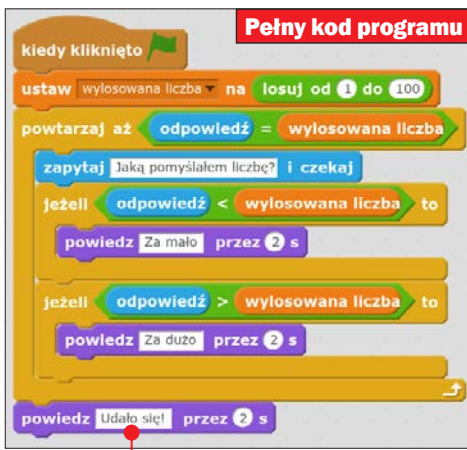 Pełny kod programu
kiedy kliknięto
ustaw wylosowana liczba na losuj od 1 do 100
powtarzaj aż odpowiedź = wylosowana liczba
zapytaj Jaką pomyślałem liczbę? i czekaj
jeżeli odpowiedź < wylosowana liczba to
powiedz Za mało przez 2 s
jeżeli odpowiedź > wylosowana liczba to
powiedz Za dużo przez 2 s
powiedz Udało się! przez 2 s